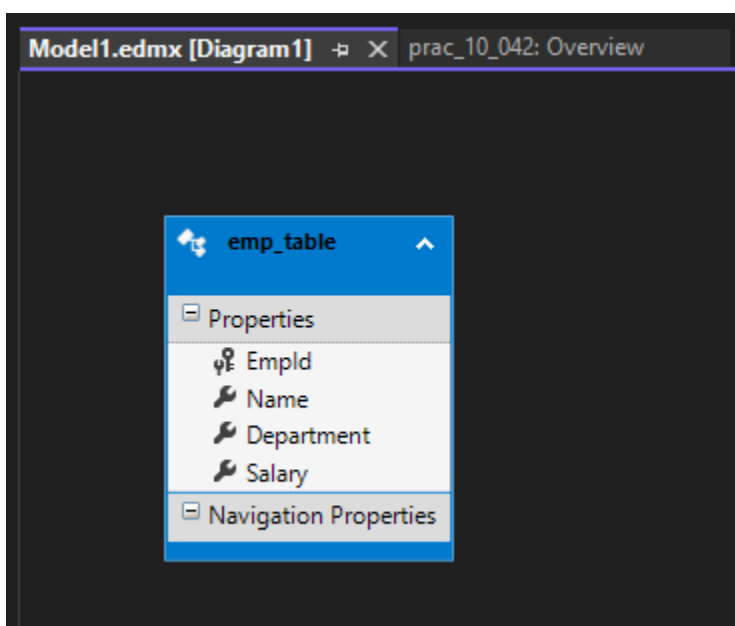 Model1.edmx [Diagram1] prac_10_042: Overview
emp_table
Properties
EmpId
Name
Department
Salary
Navigation Properties